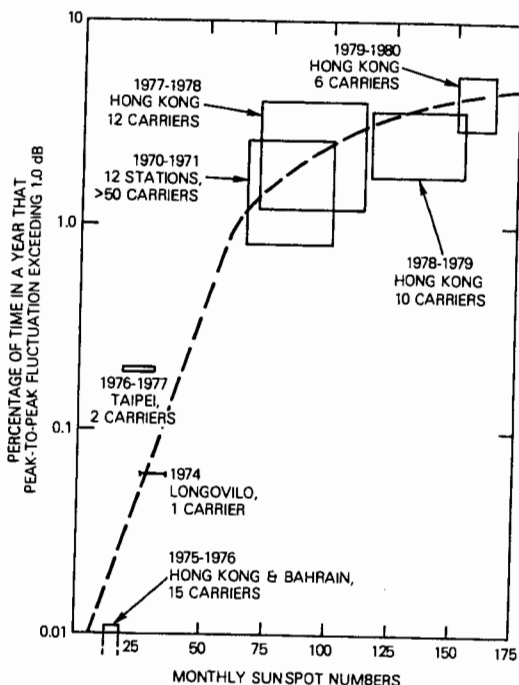 PERCENTAGE OF TIME IN A YEAR THAT
PEAK-TO-PEAK FLUCTUATION EXCEEDING 1.0 dB
10
1.0
0.1
0.01
1979-1980
HONG KONG
6 CARRIERS
1977-1978
HONG KONG
12 CARRIERS
1970-1971
12 STATIONS,
>50 CARRIERS
1978-1979
HONG KONG
10 CARRIERS
1976-1977
TAIPEI,
2 CARRIERS
1974
LONGOVILO,
1 CARRIER
1975-1976
HONG KONG & BAHRAIN,
15 CARRIERS
25 50 75 100 125 150 175
MONTHLY SUNSPOT NUMBERS